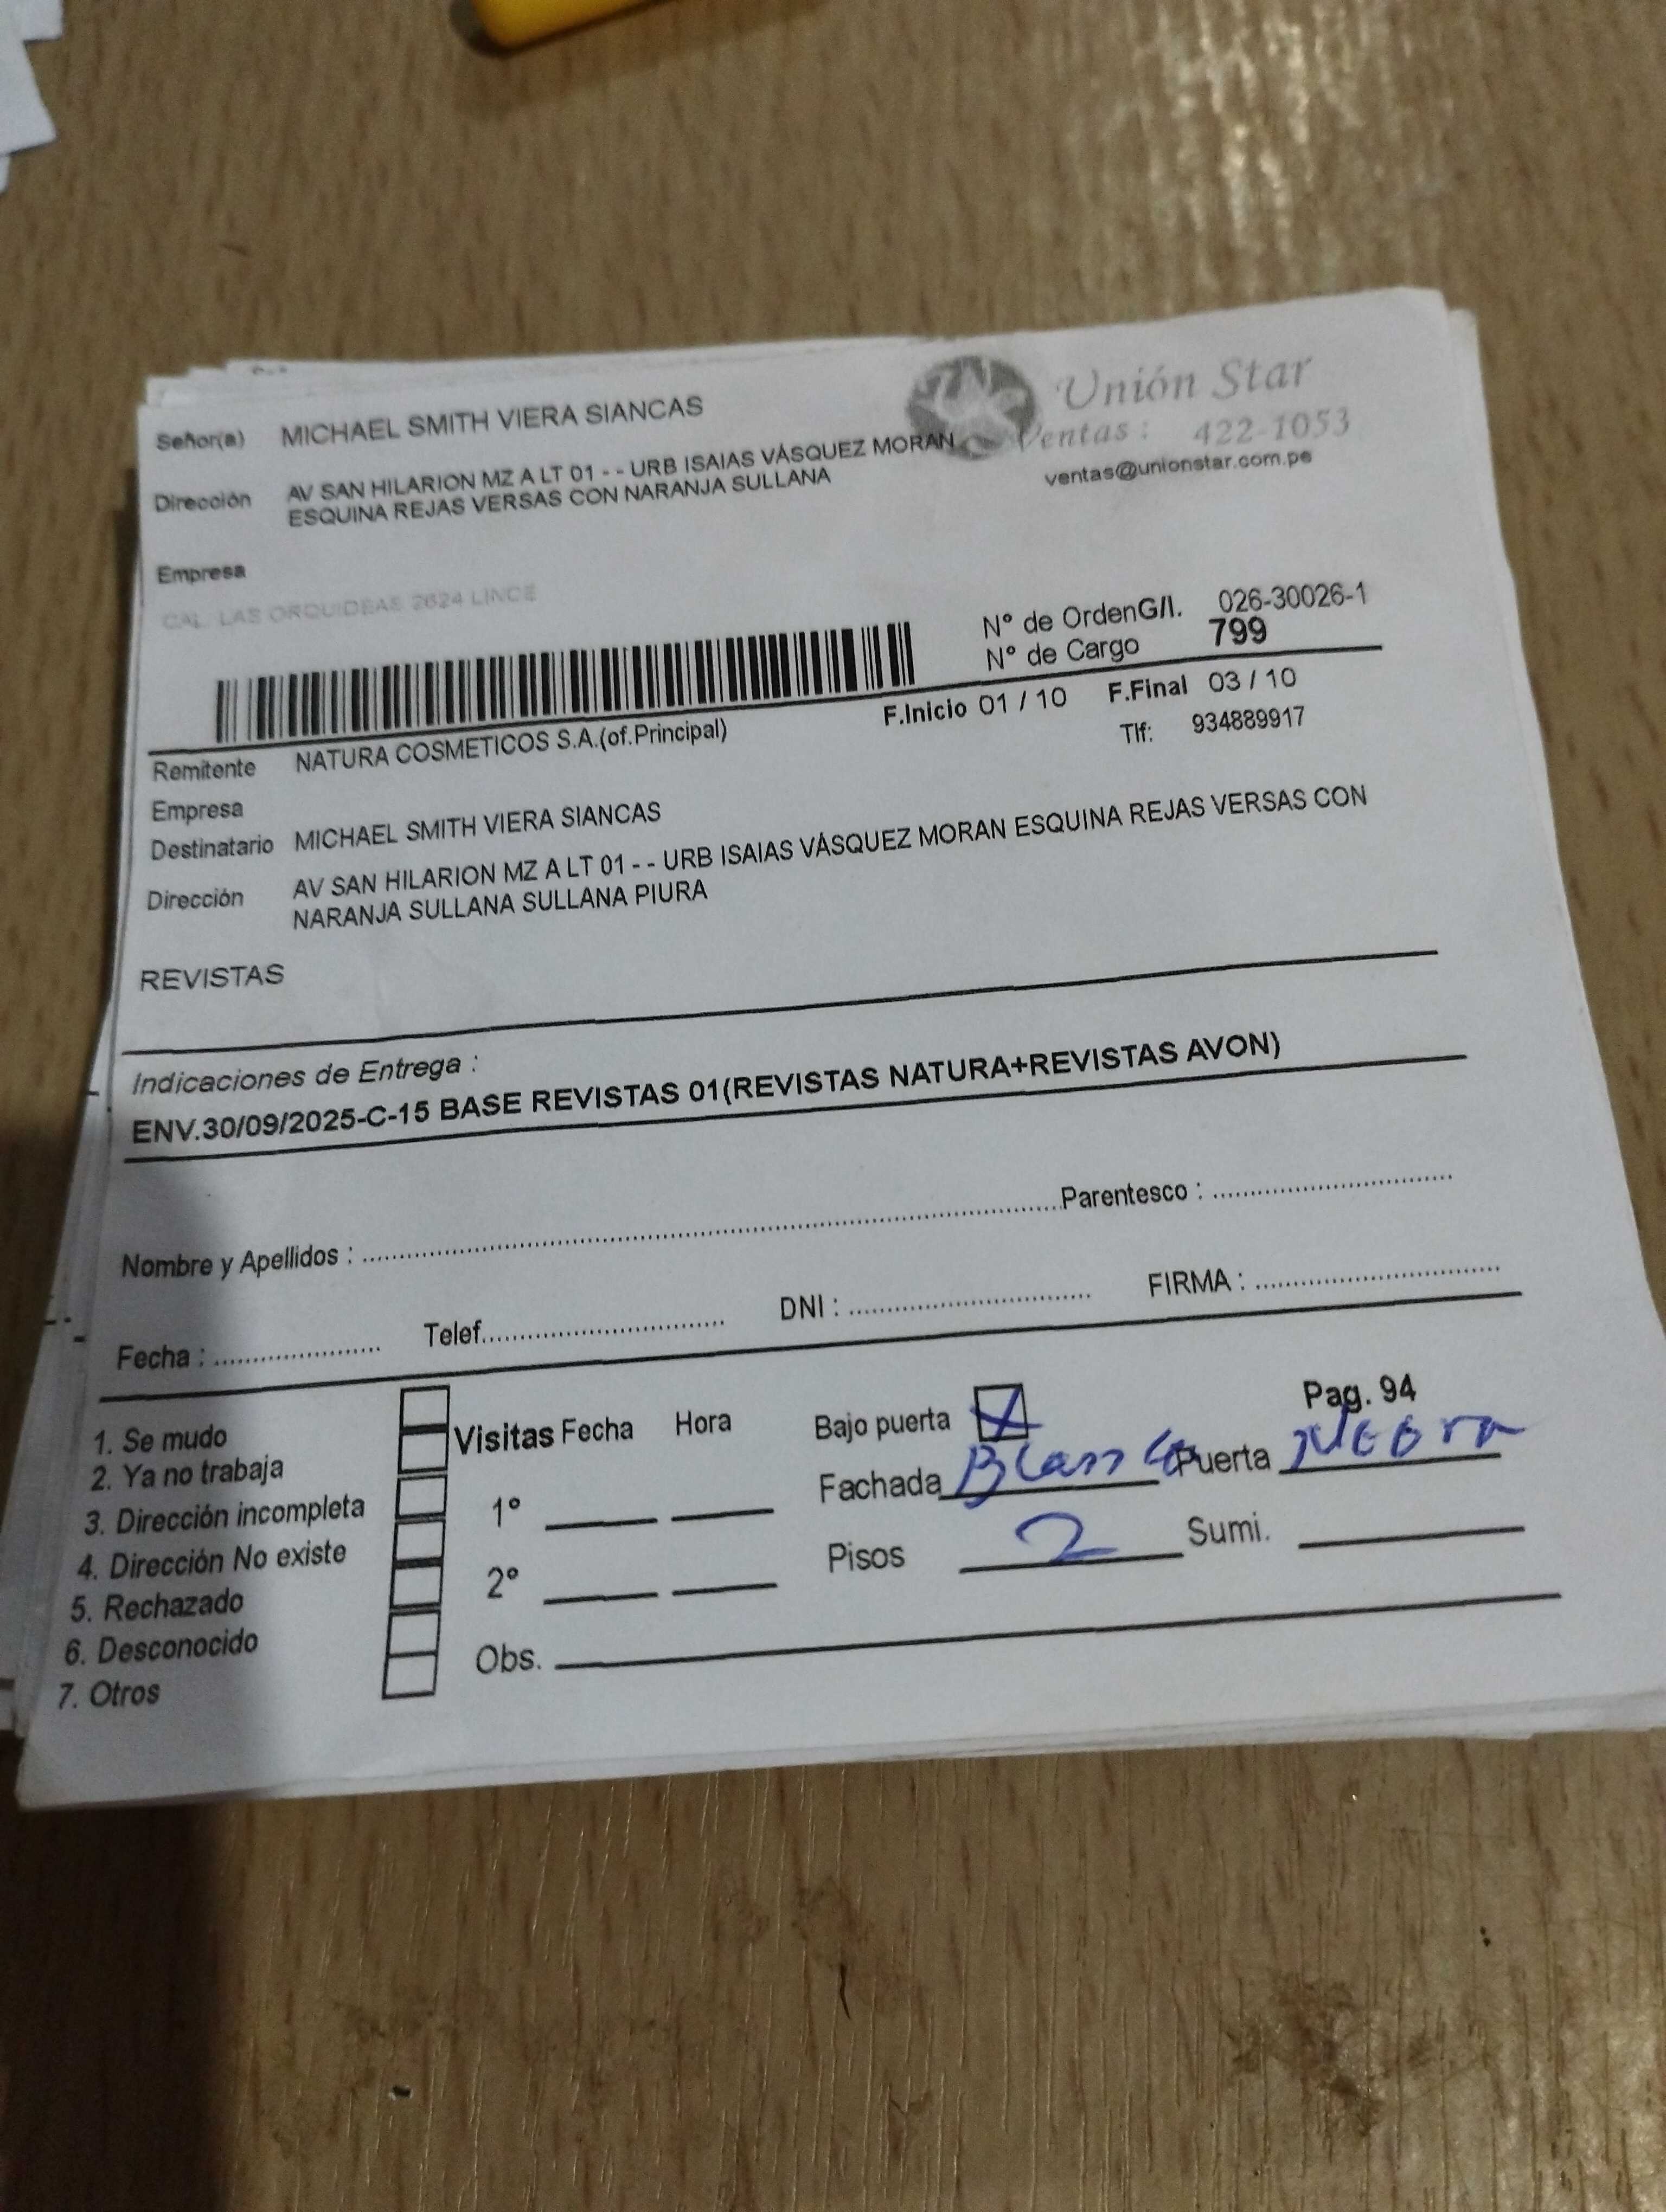 Unión Star
Señor(a) MICHAEL SMITH VIERA SIANCAS
Ventas : 422-1053
ventas@unionstar.com.pe
Dirección AV SAN HILARION MZ A LT 01 - - URB ISAIAS VÁSQUEZ MORAN
ESQUINA REJAS VERSAS CON NARANJA SULLANA
Empresa
CAL. LAS ORQUIDEAS 2624 LINCE
N° de OrdenG/I. 026-30026-1
N° de Cargo 799
F.Inicio 01 / 10 F.Final 03 / 10
Remitente NATURA COSMETICOS S.A.(of.Principal) Tlf: 934889917
Empresa
Destinatario MICHAEL SMITH VIERA SIANCAS
Dirección AV SAN HILARION MZ A LT 01 - - URB ISAIAS VÁSQUEZ MORAN ESQUINA REJAS VERSAS CON
NARANJA SULLANA SULLANA PIURA
REVISTAS
Indicaciones de Entrega :
ENV.30/09/2025-C-15 BASE REVISTAS 01(REVISTAS NATURA+REVISTAS AVON)
Nombre y Apellidos : Parentesco :
Fecha : Telef. DNI : FIRMA :
Pag. 94
1. Se mudo
2. Ya no trabaja
3. Dirección incompleta
4. Dirección No existe
5. Rechazado
6. Desconocido
7. Otros
Visitas Fecha Hora
1°
2°
Obs.
Bajo puerta X
Fachada Blanca Puerta Negra
Pisos 2 Sumi.